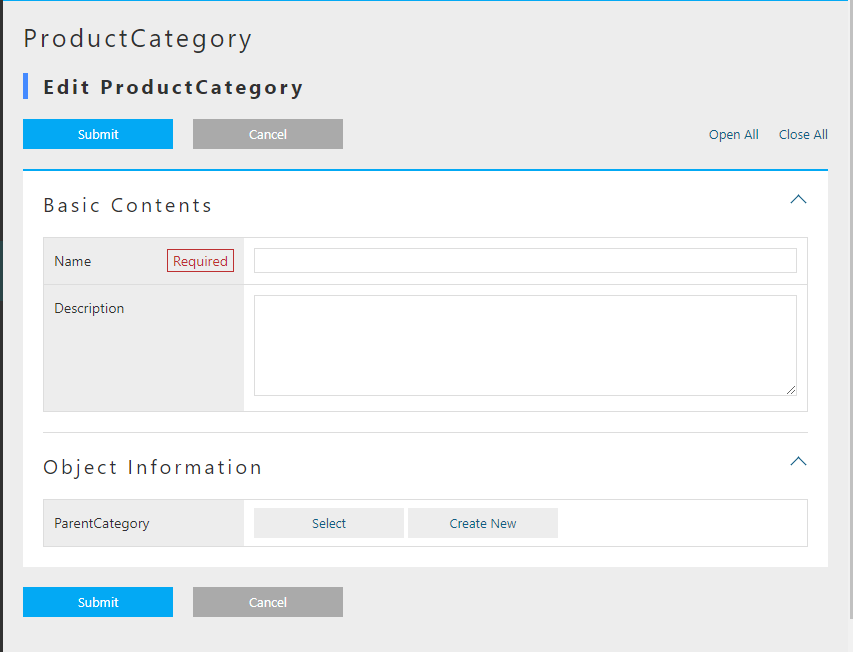 ProductCategory
Edit ProductCategory
Submit Cancel Open All Close All
Basic Contents
Name Required
Description
Object Information
ParentCategory Select Create New
Submit Cancel